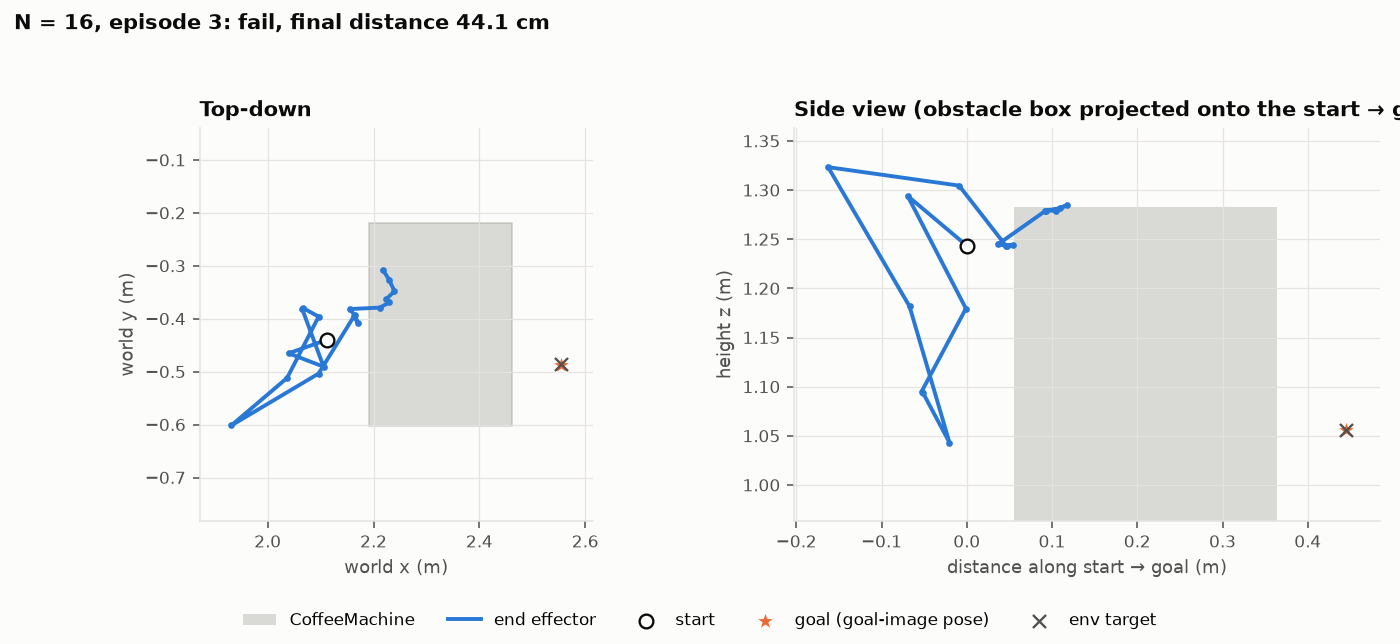 N = 16, episode 3: fail, final distance 44.1 cm
Top-down
Side view (obstacle box projected onto the start → g
−0.1
−0.2
−0.3
−0.4
−0.5
−0.6
−0.7
world y (m)
2.0
2.2
2.4
2.6
world x (m)
1.35
1.30
1.25
1.20
1.15
1.10
1.05
1.00
height z (m)
−0.2
−0.1
0.0
0.1
0.2
0.3
0.4
distance along start → goal (m)
CoffeeMachine
end effector
start
goal (goal-image pose)
env target